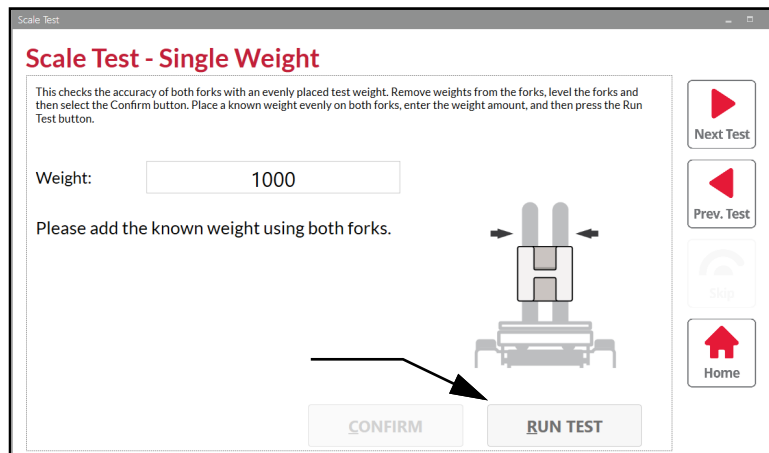 Scale Test
Scale Test - Single Weight
This checks the accuracy of both forks with an evenly placed test weight. Remove weights from the forks, level the forks and
then select the Confirm button. Place a known weight evenly on both forks, enter the weight amount, and then press the Run
Test button.
Weight:
1000
Please add the known weight using both forks.
CONFIRM
RUN TEST
Next Test
Prev. Test
Skip
Home